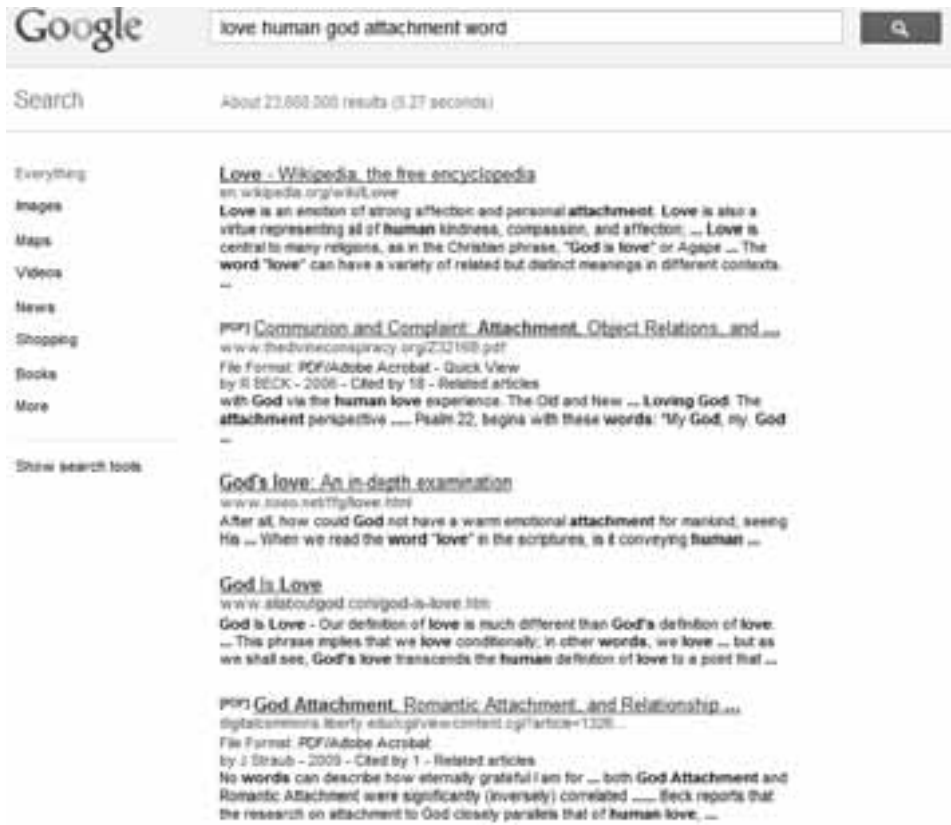 Google
love human god attachment word
Search
About results seconds)
Everything
Images
Maps
Videos
News
Shopping
Books
More
Show search tools
Love - Wikipedia, the free encyclopedia
en.wikipedia.org/wiki/Love
Love is an emotion of strong affection and personal attachment. Love is also a
virtue representing all of human kindness, compassion, and affection; ... Love is
central to many religions, as in the Christian phrase, "God is love" or Agape ... The
word "love" can have a variety of related but distinct meanings in different contexts.
...
[PDF] Communion and Complaint: Attachment, Object Relations, and ...
www.thedivineconspiracy.org/Z3216B.pdf
File Format: PDF/Adobe Acrobat - Quick View
by R BECK - 2006 - Cited by 18 - Related articles
with God via the human love experience. The Old and New ... Loving God. The
attachment perspective ..... Psalm 22, begins with these words: "My God, my God
...
God's love: An in-depth examination
After all, how could God not have a warm emotional attachment for mankind, seeing
His ... When we read the word "love" in the scriptures, is it conveying human ...
God Is Love
www.allaboutgod.com/god-is-love.htm
God is Love - Our definition of love is much different than God's definition of love.
... This phrase implies that we love conditionally; in other words, we love ... but as
we shall see, God's love transcends the human definition of love to a point that ...
[PDF] God Attachment, Romantic Attachment, and Relationship ...
digitalcommons.liberty.edu/cgi/viewcontent.cgi?article=1326...
File Format: PDF/Adobe Acrobat
by J Straub - 2009 - Cited by 1 - Related articles
No words can describe how eternally grateful I am for ... both God Attachment and
Romantic Attachment were significantly (inversely) correlated ...... Beck reports that
the research on attachment to God closely parallels that of human love, ...